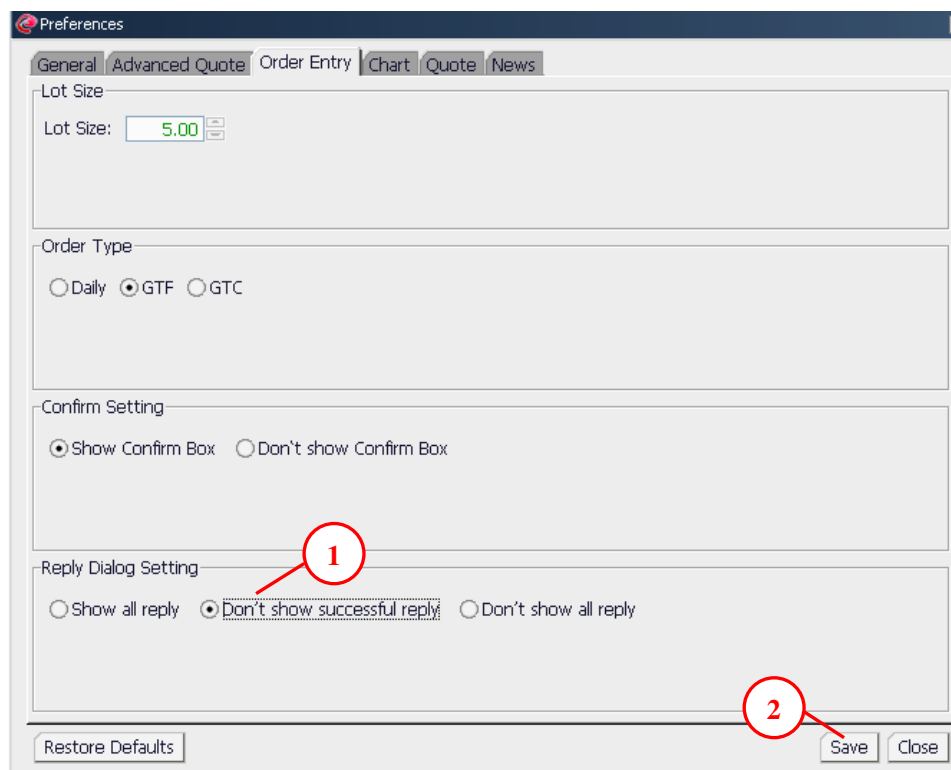 Preferences
General Advanced Quote Order Entry Chart Quote News
Lot Size
Lot Size: 5.00
Order Type
Daily GTF GTC
Confirm Setting
Show Confirm Box Don't show Confirm Box
1
Reply Dialog Setting
Show all reply Don't show successful reply Don't show all reply
2
Restore Defaults Save Close